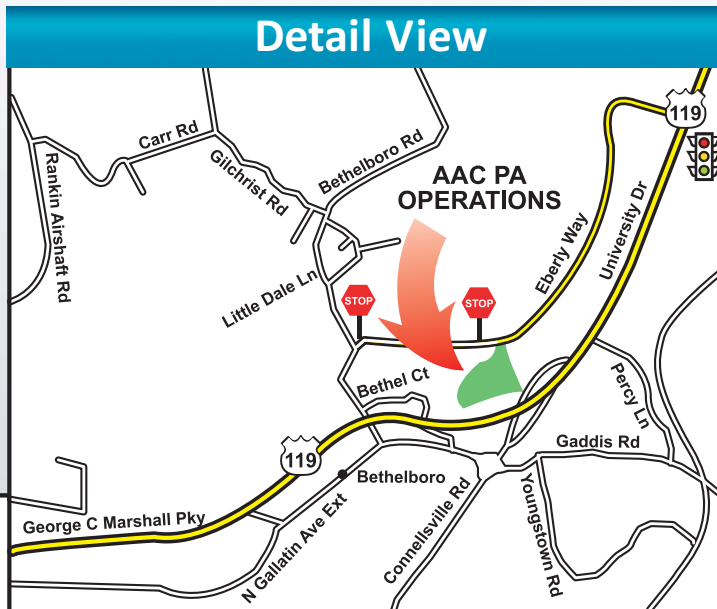 Detail View
119
Carr Rd
Bethelboro Rd
Gilchrist Rd
Rankin Airshaft Rd
AAC PA
OPERATIONS
Eberly Way
University Dr
Little Dale Ln
STOP
STOP
Bethel Ct
Percy Ln
Gaddis Rd
119
Bethelboro
George C Marshall Pky
N Gallatin Ave Ext
Connellsville Rd
Youngstown Rd